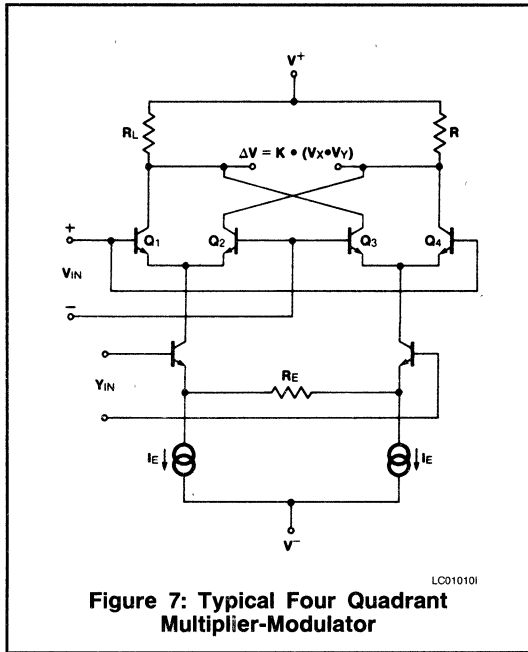 V+
RL
R
ΔV = K • (VX•VY)
+
Q1
Q2
Q3
Q4
VIN
−
YIN
RE
IE
IE
V−
LC01010I
Figure 7: Typical Four Quadrant
Multiplier-Modulator